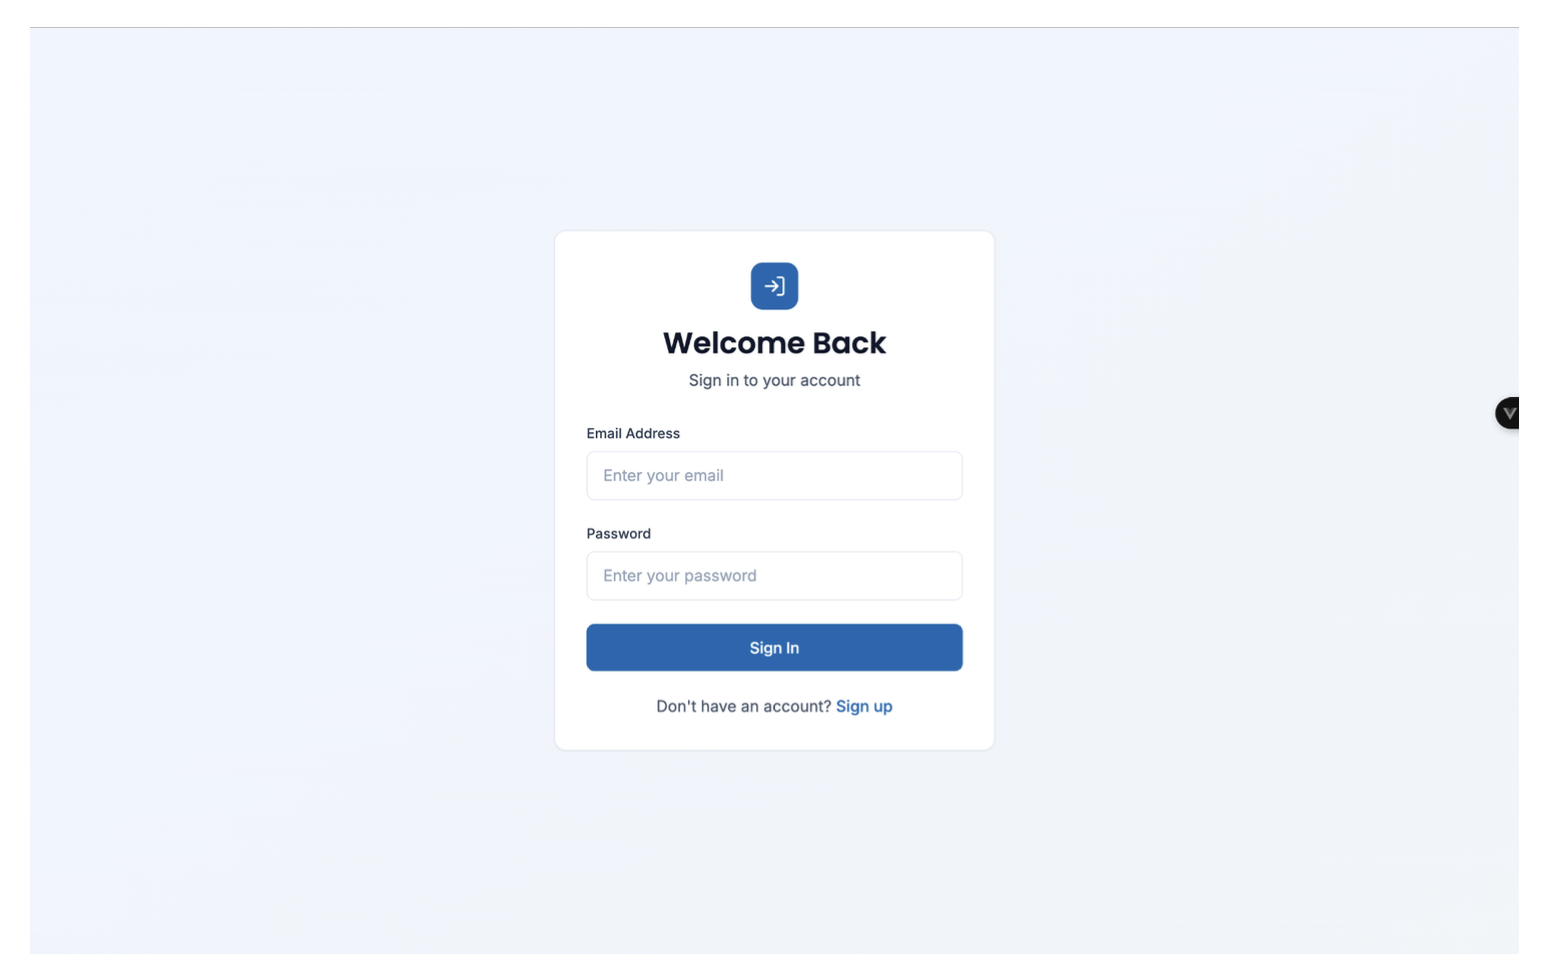 Welcome Back
Sign in to your account
Email Address
Enter your email
Password
Enter your password
Sign In
Don't have an account? Sign up